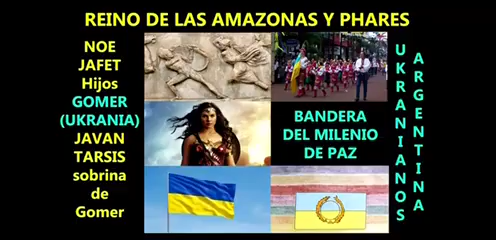 REINO DE LAS AMAZONAS Y PHARES
NOE
JAFET
Hijos
GOMER
(UKRANIA)
JAVAN
TARSIS
sobrina
de
Gomer
BANDERA
DEL MILENIO
DE PAZ
UKRANIANOS
ARGENTINA